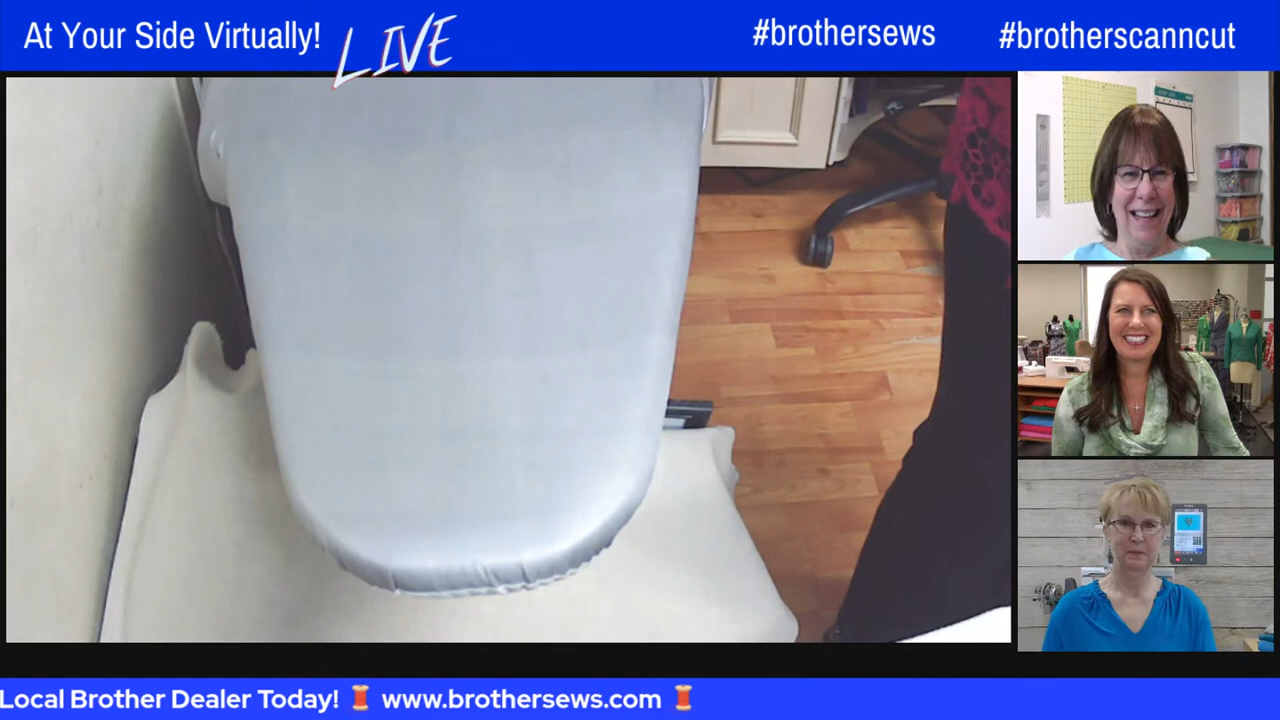 At Your Side Virtually! LIVE
#brothersews
#brotherscanncut
Local Brother Dealer Today! www.brothersews.com